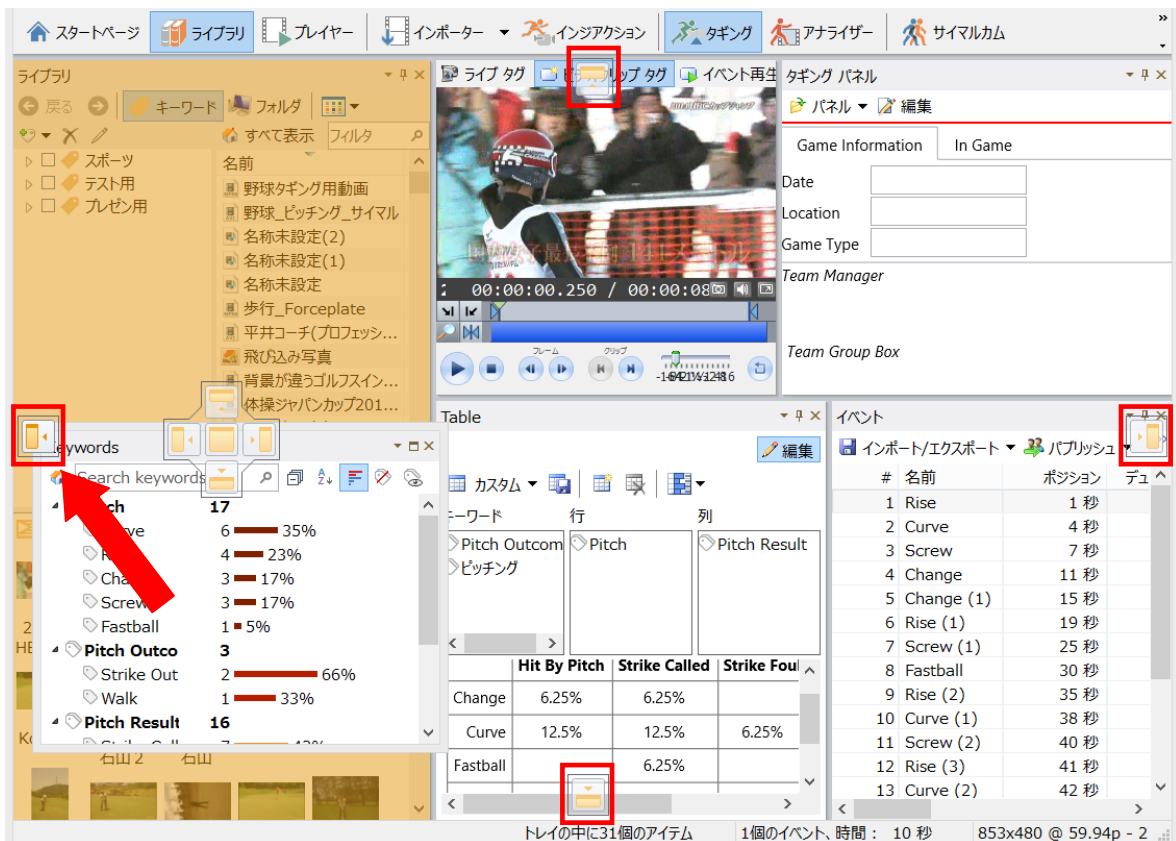 スタートページ ライブラリ プレイヤー インポーター インジアクション タギング アナライザー サイマルカム
ライブラリ
戻る キーワード フォルダ
すべて表示 フィルタ
スポーツ
テスト用
プレゼン用
名前
野球タギング用動画
野球_ピッチング_サイマル
名称未設定(2)
名称未設定(1)
名称未設定
歩行_Forceplate
平井コーチ(プロフェッシ...
飛び込み写真
背景が違うゴルフスイン...
体操ジャパンカップ201...
Keywords
Search keywords
17
6 35%
4 23%
3 17%
Screw 3 17%
Fastball 1 5%
Pitch Outco 3
Strike Out 2 66%
Walk 1 33%
Pitch Result 16
石山2 石山
ライブ タグ タグ イベント再生
00:00:00.250 / 00:00:08
フレーム クリップ
Table
編集
カスタム
キーワード 行 列
Pitch Outcom Pitch Pitch Result
ピッチング
Hit By Pitch Strike Called Strike Foul
Change 6.25% 6.25%
Curve 12.5% 12.5% 6.25%
Fastball 6.25%
タギング パネル
パネル 編集
Game Information In Game
Date
Location
Game Type
Team Manager
Team Group Box
イベント
インポート/エクスポート パブリッシュ
# 名前 ポジション デュ
1 Rise 1 秒
2 Curve 4 秒
3 Screw 7 秒
4 Change 11 秒
5 Change (1) 15 秒
6 Rise (1) 19 秒
7 Screw (1) 25 秒
8 Fastball 30 秒
9 Rise (2) 35 秒
10 Curve (1) 38 秒
11 Screw (2) 40 秒
12 Rise (3) 41 秒
13 Curve (2) 42 秒
トレイの中に31個のアイテム 1個のイベント、時間： 10 秒 853x480 @ 59.94p - 2